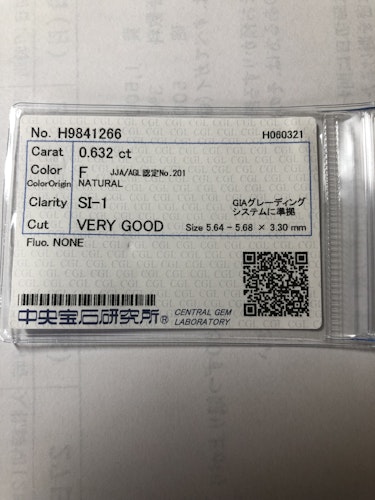 No. H9841266 H060321
Carat 0.632 ct
Color F JJA/AGL認定No.201
ColorOrigin NATURAL
Clarity SI-1 GIAグレーディング
システムに準拠
Cut VERY GOOD Size 5.64 - 5.68 × 3.30 mm
Fluo. NONE
中央宝石研究所® CENTRAL GEM
LABORATORY